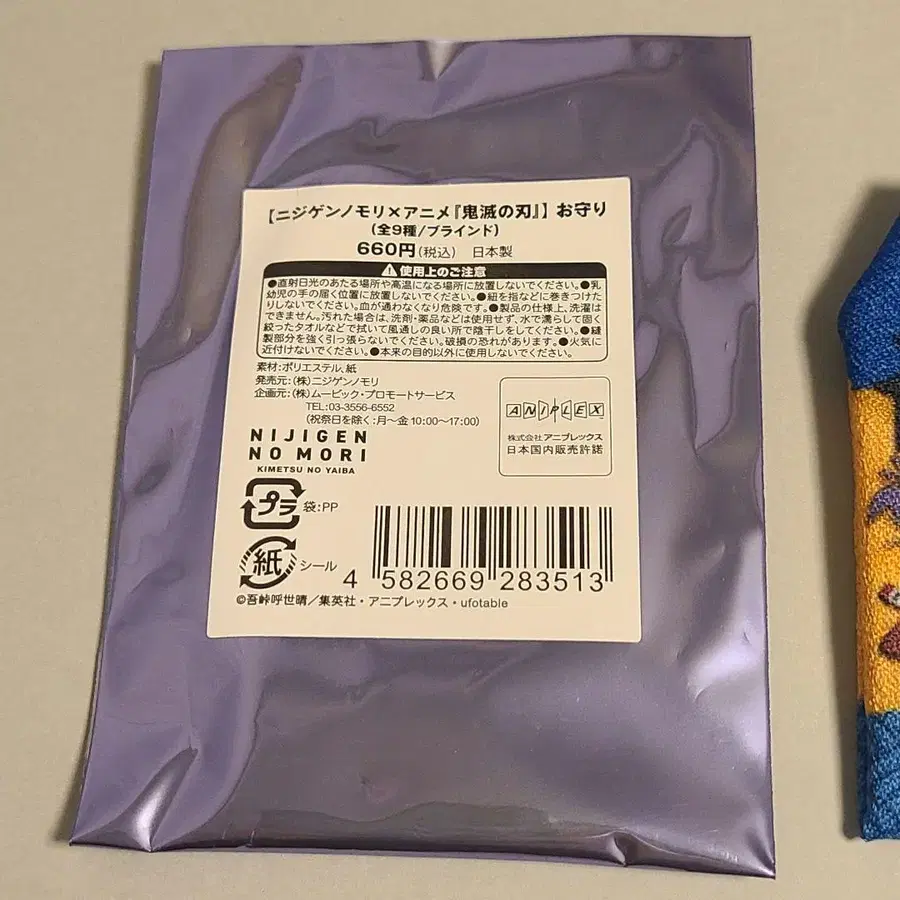 【ニジゲンノモリ×アニメ『鬼滅の刃』】お守り
(全9種/ブラインド)
660円(税込) 日本製
⚠使用上のご注意
●直射日光のあたる場所や高温になる場所に放置しないでください。●乳
幼児の手の届く位置に放置しないでください。●紐を指などに巻きつけた
りしないでください。血が通わなくなり危険です。●製品の仕様上、洗濯は
できません。汚れた場合は、洗剤・薬品などは使用せず、水で濡らして固く
絞ったタオルなどで拭いて風通しの良い所で陰干しをしてください。●縫
製部分を強く引っ張らないでください。破損の恐れがあります。●火気に
近付けないでください。●本来の目的以外に使用しないでください。
素材:ポリエステル、紙
発売元:(株)ニジゲンノモリ
企画元:(株)ムービック・プロモートサービス
TEL:03-3556-6552
(祝祭日を除く:月～金 10:00～17:00)
NIJIGEN
NO MORI
KIMETSU NO YAIBA
ANIPLEX
株式会社アニプレックス
日本国内販売許諾
プラ 袋:PP
紙 シール
4 582669 283513
©吾峠呼世晴/集英社・アニプレックス・ufotable